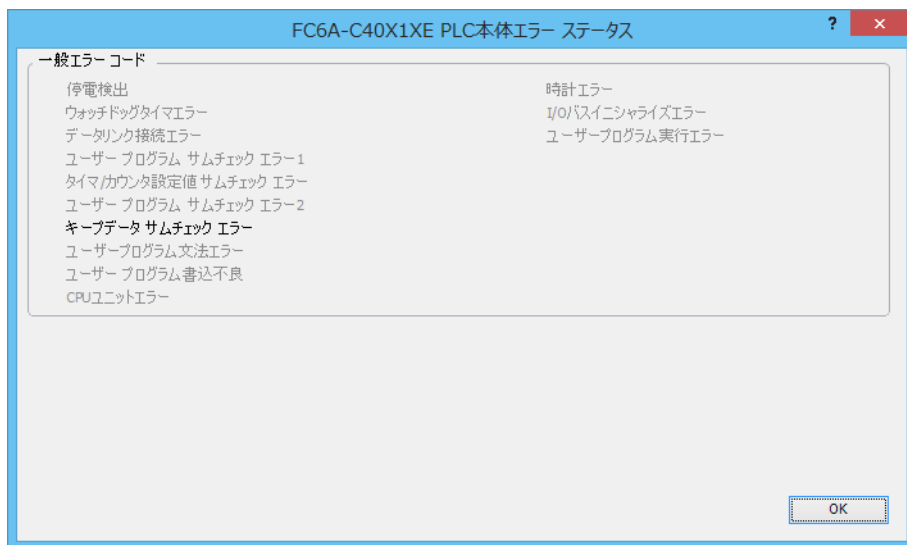 FC6A-C40X1XE PLC本体エラー ステータス
?
×
一般エラー コード
停電検出
ウォッチドッグタイマエラー
データリンク接続エラー
ユーザー プログラム サムチェック エラー1
タイマ/カウンタ設定値 サムチェック エラー
ユーザー プログラム サムチェック エラー2
キープデータ サムチェック エラー
ユーザープログラム文法エラー
ユーザー プログラム書込不良
CPUユニットエラー
時計エラー
I/Oバスイニシャライズエラー
ユーザープログラム実行エラー
OK